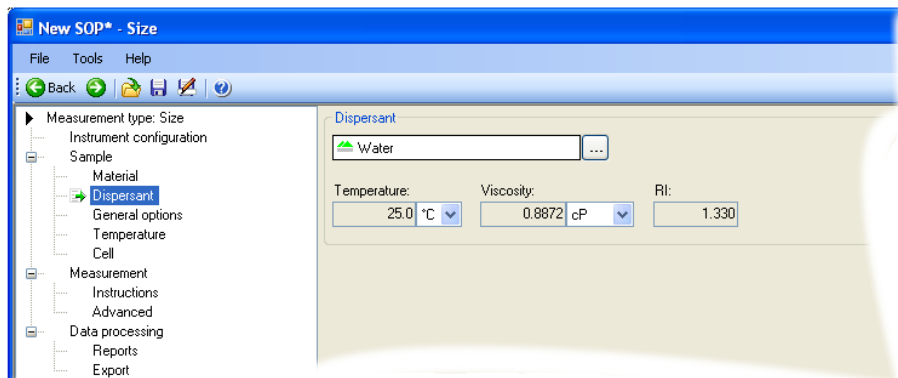 New SOP* - Size
File Tools Help
Back
Measurement type: Size
Instrument configuration
Sample
Material
Dispersant
General options
Temperature
Cell
Measurement
Instructions
Advanced
Data processing
Reports
Export
Dispersant
Water ...
Temperature: Viscosity: RI:
25.0 °C 0.8872 cP 1.330